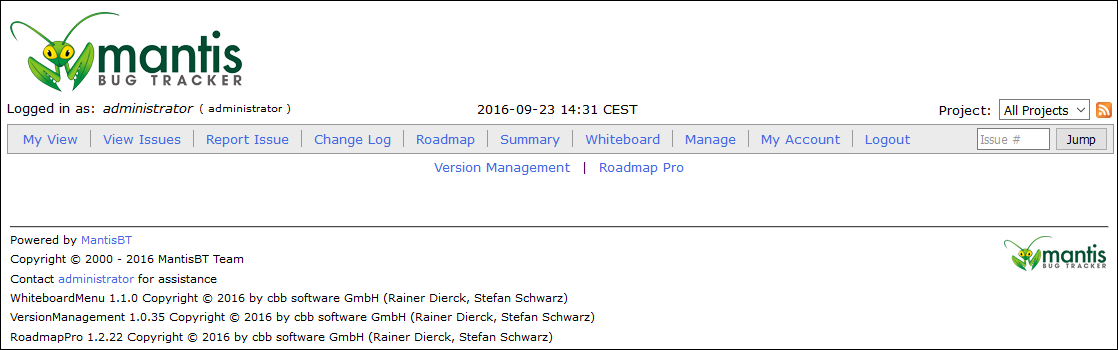 mantis
BUG TRACKER
Logged in as: administrator ( administrator ) 2016-09-23 14:31 CEST Project: All Projects
My View View Issues Report Issue Change Log Roadmap Summary Whiteboard Manage My Account Logout Issue # Jump
Version Management | Roadmap Pro
Powered by MantisBT
mantis
BUG TRACKER
Copyright © 2000 - 2016 MantisBT Team
Contact administrator for assistance
WhiteboardMenu 1.1.0 Copyright © 2016 by cbb software GmbH (Rainer Dierck, Stefan Schwarz)
VersionManagement 1.0.35 Copyright © 2016 by cbb software GmbH (Rainer Dierck, Stefan Schwarz)
RoadmapPro 1.2.22 Copyright © 2016 by cbb software GmbH (Rainer Dierck, Stefan Schwarz)